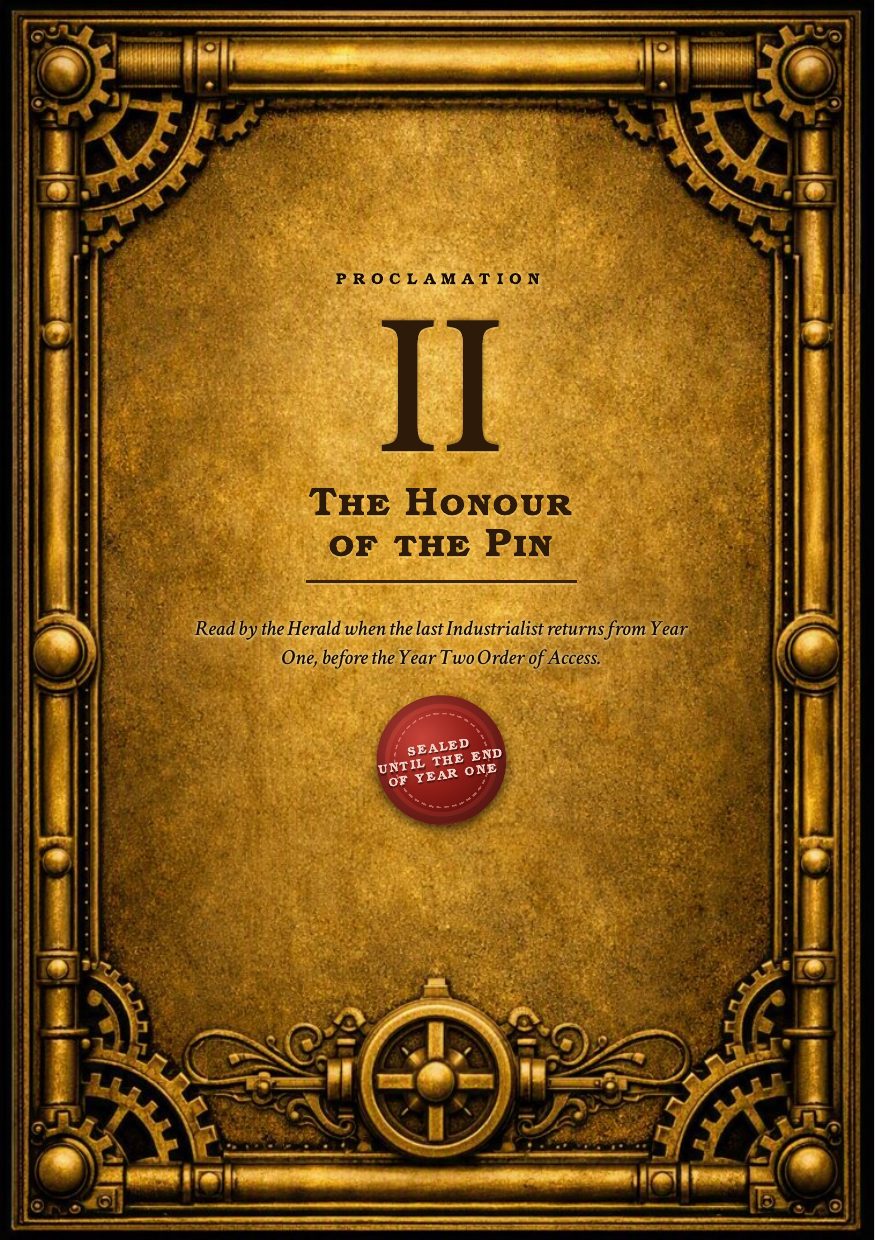 PROCLAMATION
II
The Honour
of the Pin
Read by the Herald when the last Industrialist returns from Year
One, before the Year Two Order of Access.
SEALED
UNTIL THE END
OF YEAR ONE